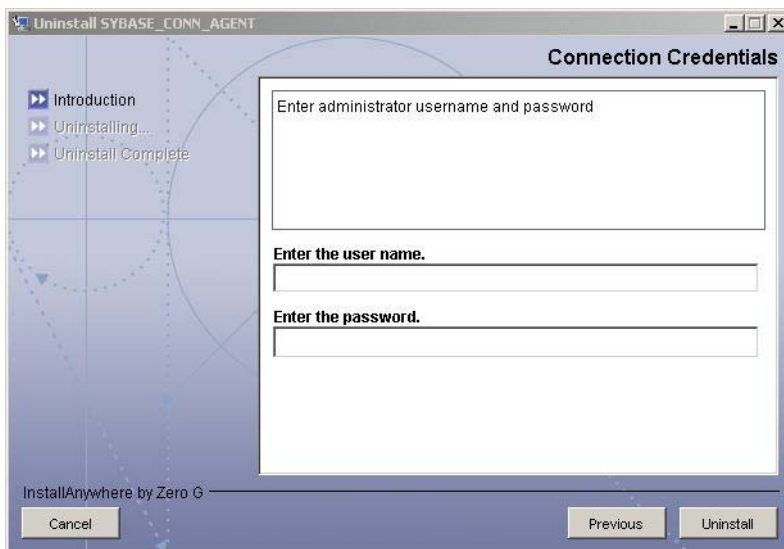 Uninstall SYBASE_CONN_AGENT
Connection Credentials
Introduction
Uninstalling...
Uninstall Complete
Enter administrator username and password
Enter the user name.
Enter the password.
InstallAnywhere by Zero G
Cancel
Previous
Uninstall